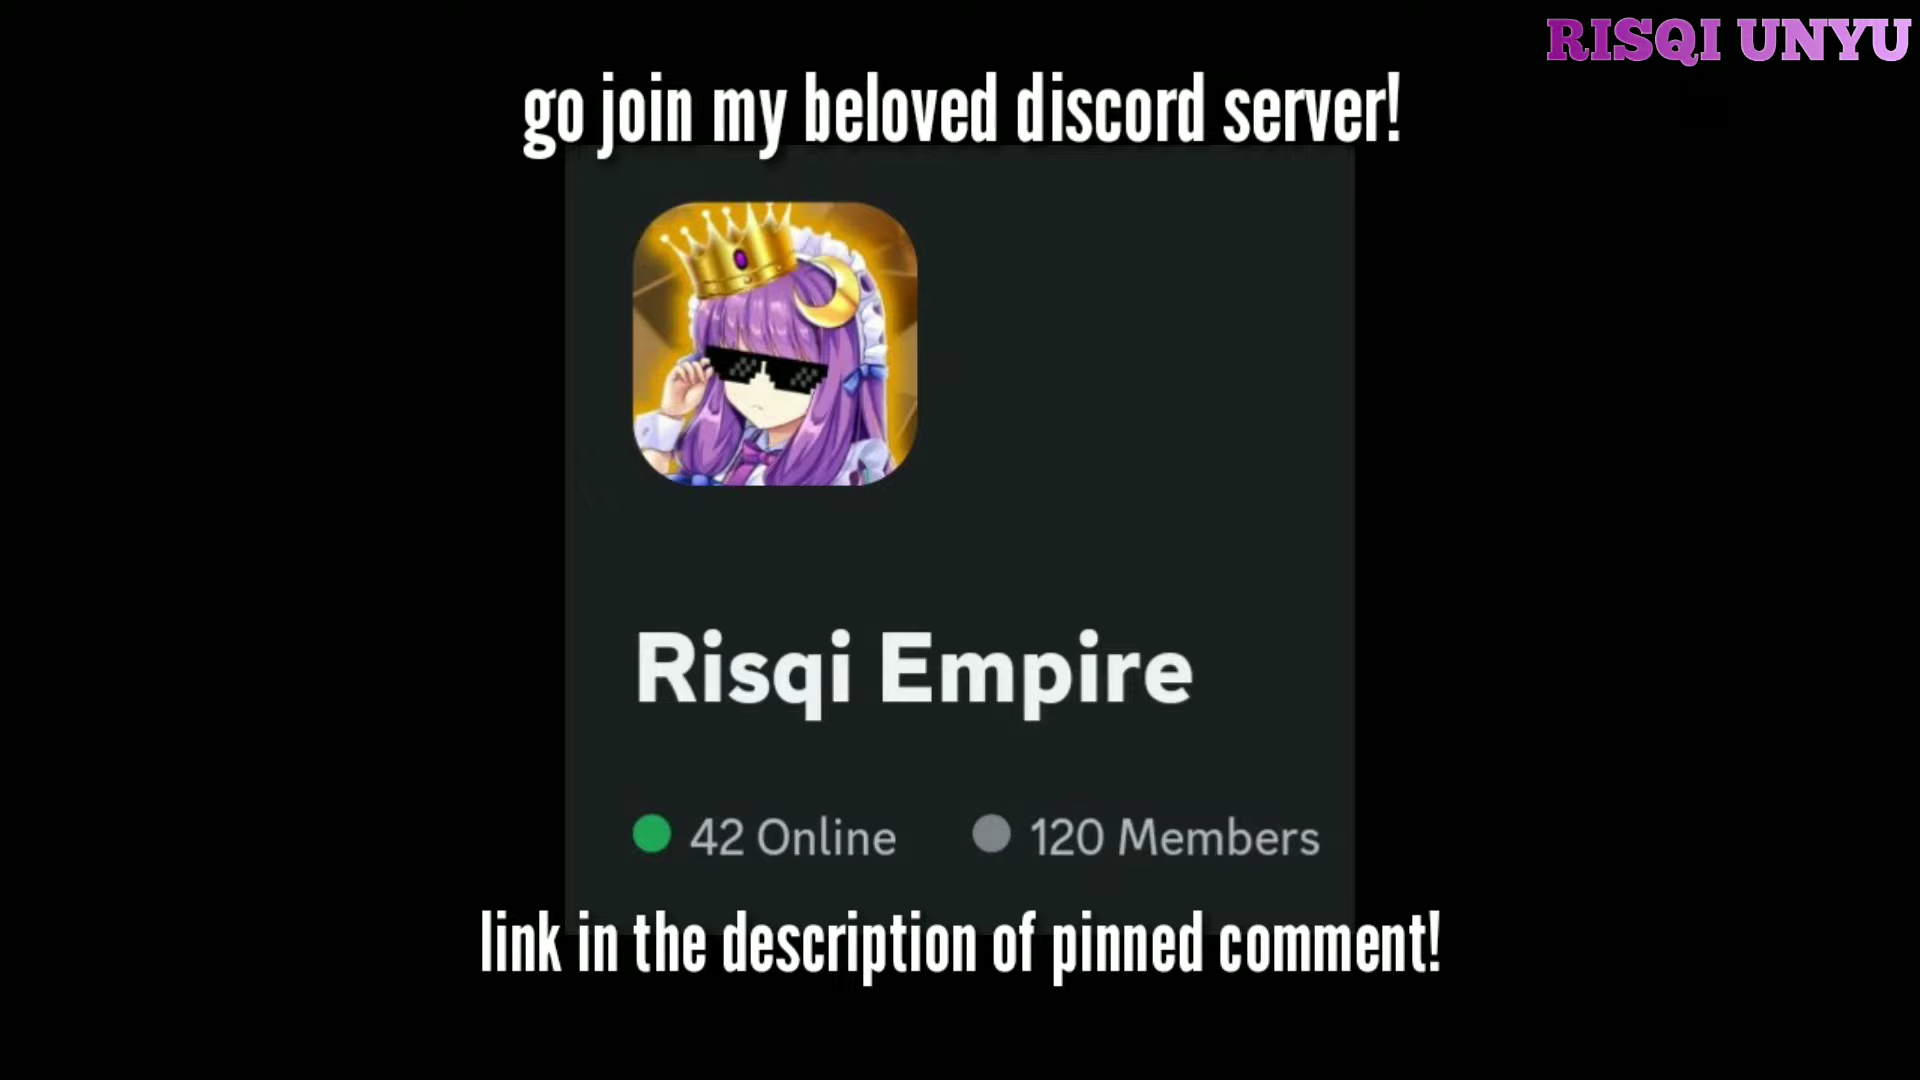 RISQI UNYU
go join my beloved discord server!
Risqi Empire
42 Online
120 Members
link in the description of pinned comment!